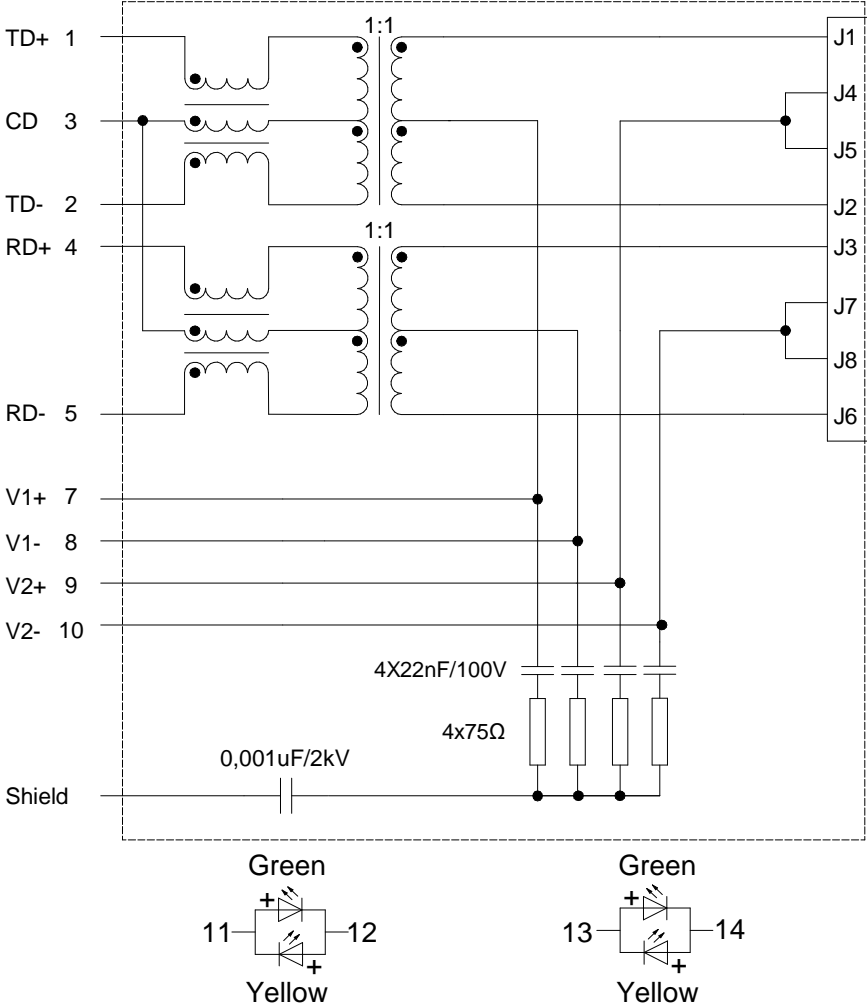 1:1
TD+ 1
J1
J4
CD 3
J5
TD- 2
J2
1:1
RD+ 4
J3
J7
J8
RD- 5
J6
V1+ 7
V1- 8
V2+ 9
V2- 10
4X22nF/100V
4x75Ω
0,001uF/2kV
Shield
Green
Green
+
+
11
12
13
14
+
+
Yellow
Yellow